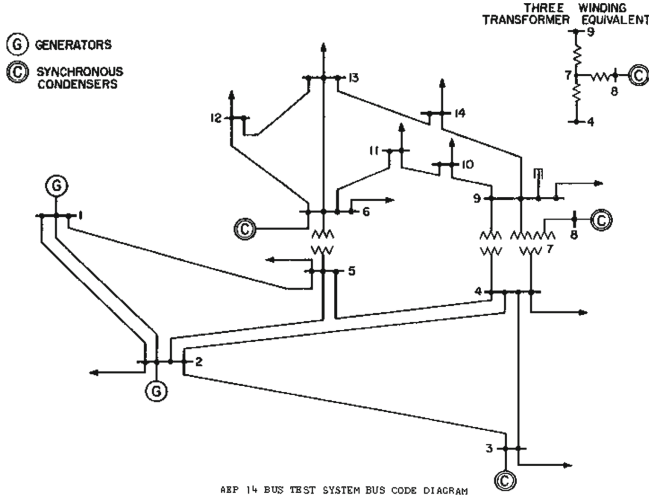 THREE WINDING
TRANSFORMER EQUIVALENT
G GENERATORS
C SYNCHRONOUS
CONDENSERS
9
7
8
C
4
13
14
12
11
10
9
6
C
8
C
7
G
1
5
4
2
G
3
C
AEP 14 BUS TEST SYSTEM BUS CODE DIAGRAM